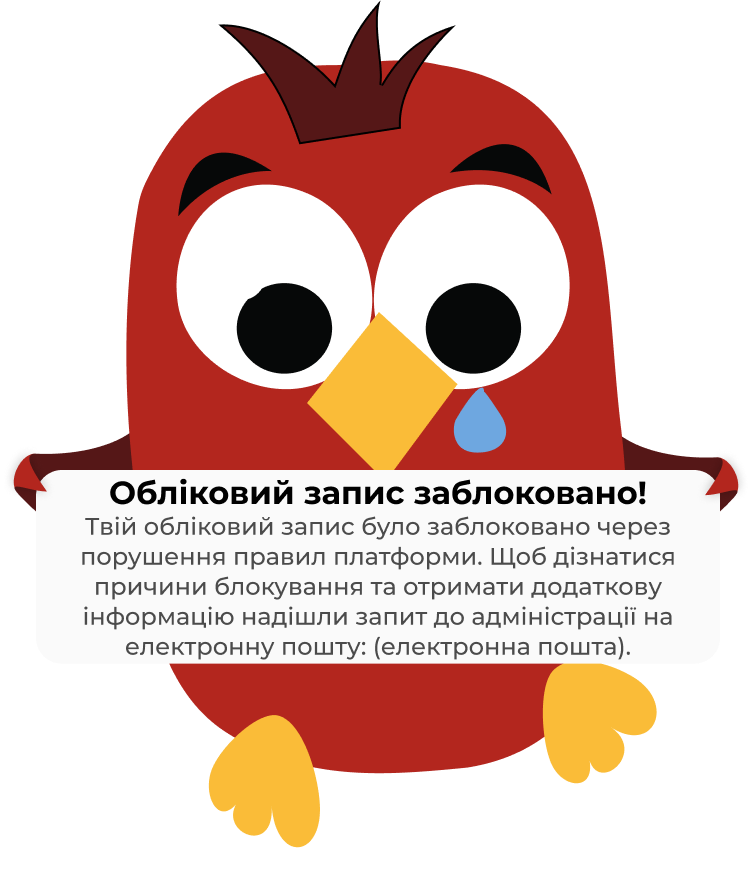 Обліковий запис заблоковано!
Твій обліковий запис було заблоковано через
порушення правил платформи. Щоб дізнатися
причини блокування та отримати додаткову
інформацію надішли запит до адміністрації на
електронну пошту: (електронна пошта).